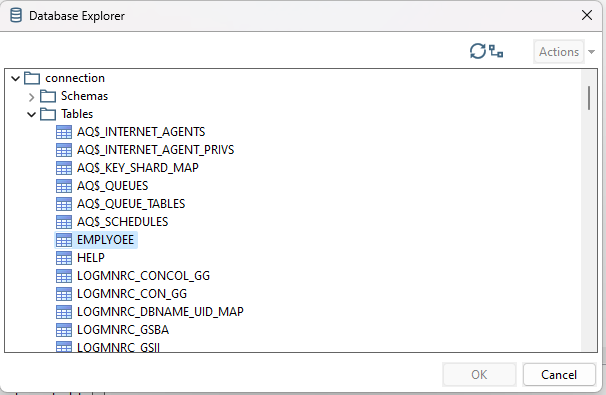 Database Explorer
Actions
connection
Schemas
Tables
AQ$_INTERNET_AGENTS
AQ$_INTERNET_AGENT_PRIVS
AQ$_KEY_SHARD_MAP
AQ$_QUEUES
AQ$_QUEUE_TABLES
AQ$_SCHEDULES
EMPLYOEE
HELP
LOGMNRC_CONCOL_GG
LOGMNRC_CON_GG
LOGMNRC_DBNAME_UID_MAP
LOGMNRC_GSBA
LOGMNRC_GSII
OK
Cancel